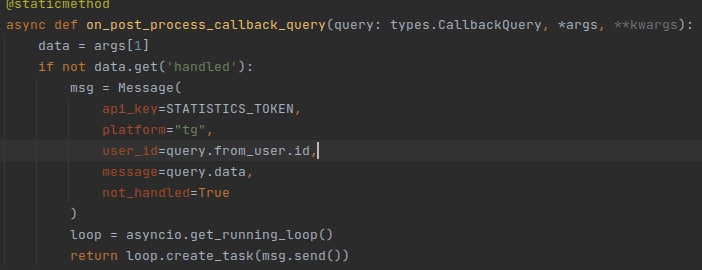 @staticmethod
async def on_post_process_callback_query(query: types.CallbackQuery, *args, **kwargs):
    data = args[1]
    if not data.get('handled'):
        msg = Message(
            api_key=STATISTICS_TOKEN,
            platform="tg",
            user_id=query.from_user.id,
            message=query.data,
            not_handled=True
        )
        loop = asyncio.get_running_loop()
        return loop.create_task(msg.send())